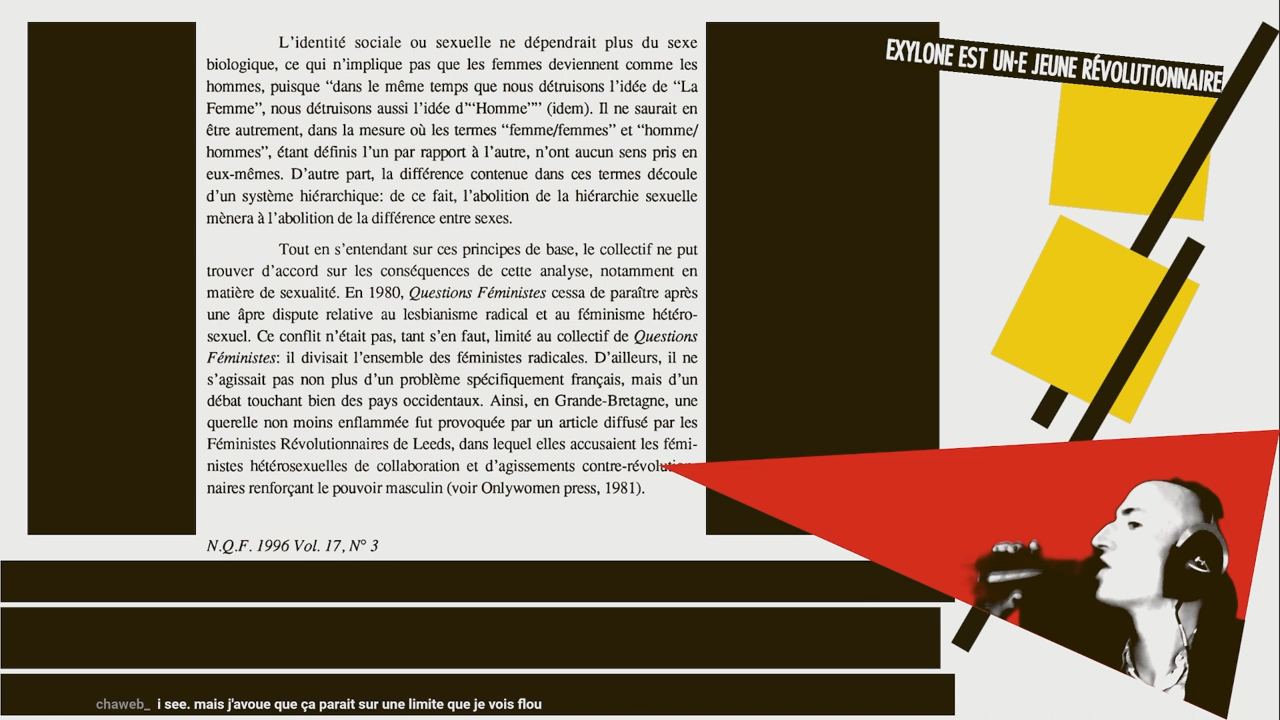 L'identité sociale ou sexuelle ne dépendrait plus du sexe
biologique, ce qui n'implique pas que les femmes deviennent comme les
hommes, puisque “dans le même temps que nous détruisons l'idée de “La
Femme”, nous détruisons aussi l'idée d'“Homme”” (idem). Il ne saurait en
être autrement, dans la mesure où les termes “femme/femmes” et “homme/
hommes”, étant définis l'un par rapport à l'autre, n'ont aucun sens pris en
eux-mêmes. D'autre part, la différence contenue dans ces termes découle
d'un système hiérarchique: de ce fait, l'abolition de la hiérarchie sexuelle
mènera à l'abolition de la différence entre sexes.
Tout en s'entendant sur ces principes de base, le collectif ne put
trouver d'accord sur les conséquences de cette analyse, notamment en
matière de sexualité. En 1980, Questions Féministes cessa de paraître après
une âpre dispute relative au lesbianisme radical et au féminisme hétéro-
sexuel. Ce conflit n'était pas, tant s'en faut, limité au collectif de Questions
Féministes: il divisait l'ensemble des féministes radicales. D'ailleurs, il ne
s'agissait pas non plus d'un problème spécifiquement français, mais d'un
débat touchant bien des pays occidentaux. Ainsi, en Grande-Bretagne, une
querelle non moins enflammée fut provoquée par un article diffusé par les
Féministes Révolutionnaires de Leeds, dans lequel elles accusaient les fémi-
nistes hétérosexuelles de collaboration et d'agissements contre-révolution-
naires renforçant le pouvoir masculin (voir Onlywomen press, 1981).
N.Q.F. 1996 Vol. 17, N° 3
EXYLONE EST UN·E JEUNE RÉVOLUTIONNAIRE
chaweb_ i see. mais j'avoue que ça parait sur une limite que je vois flou